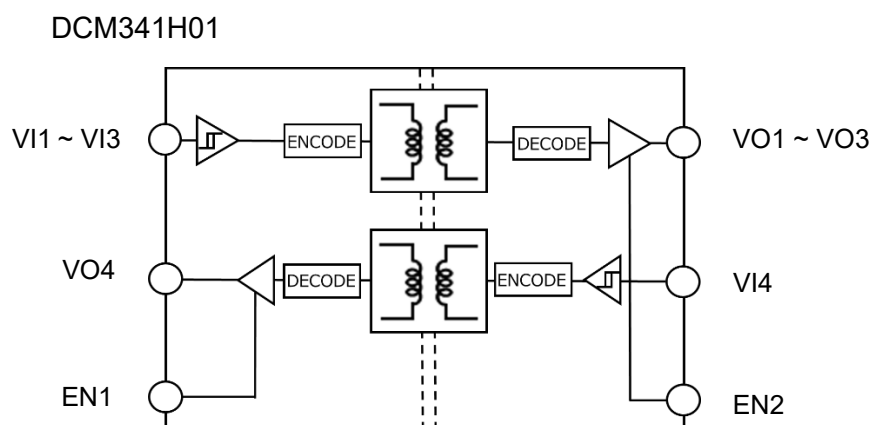 DCM341H01
VI1 ~ VI3
ENCODE
DECODE
VO1 ~ VO3
VO4
DECODE
ENCODE
VI4
EN1
EN2